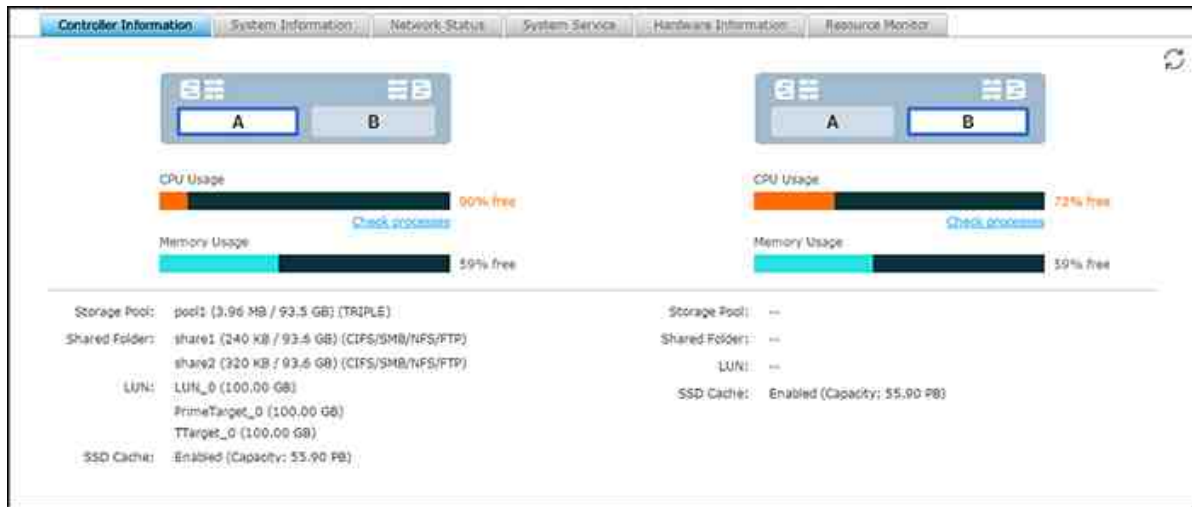 Controller Information System Information Network Status System Service Hardware Information Resource Monitor
A B
CPU Usage
90% free
Check processes
Memory Usage
59% free
Storage Pool: pool1 (3.96 MB / 93.5 GB) (TRIPLE)
Shared Folder: share1 (240 KB / 93.6 GB) (CIFS/SMB/NFS/FTP)
share2 (320 KB / 93.6 GB) (CIFS/SMB/NFS/FTP)
LUN: LUN_0 (100.00 GB)
PrimeTarget_0 (100.00 GB)
TTarget_0 (100.00 GB)
SSD Cache: Enabled (Capacity: 55.90 PB)
A B
CPU Usage
72% free
Check processes
Memory Usage
59% free
Storage Pool: --
Shared Folder: --
LUN: --
SSD Cache: Enabled (Capacity: 55.90 PB)